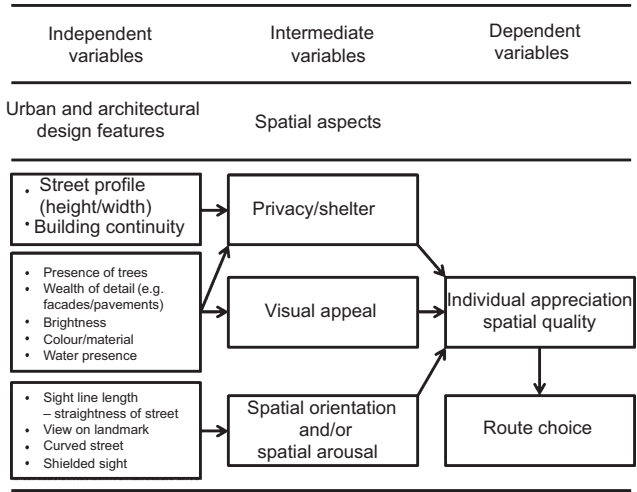 Independent
variables
Intermediate
variables
Dependent
variables
Urban and architectural
design features
Spatial aspects
• Street profile
(height/width)
• Building continuity
Privacy/shelter
• Presence of trees
• Wealth of detail (e.g.
facades/pavements)
• Brightness
• Colour/material
• Water presence
Visual appeal
Individual appreciation
spatial quality
• Sight line length
– straightness of street
• View on landmark
• Curved street
• Shielded sight
Spatial orientation
and/or
spatial arousal
Route choice